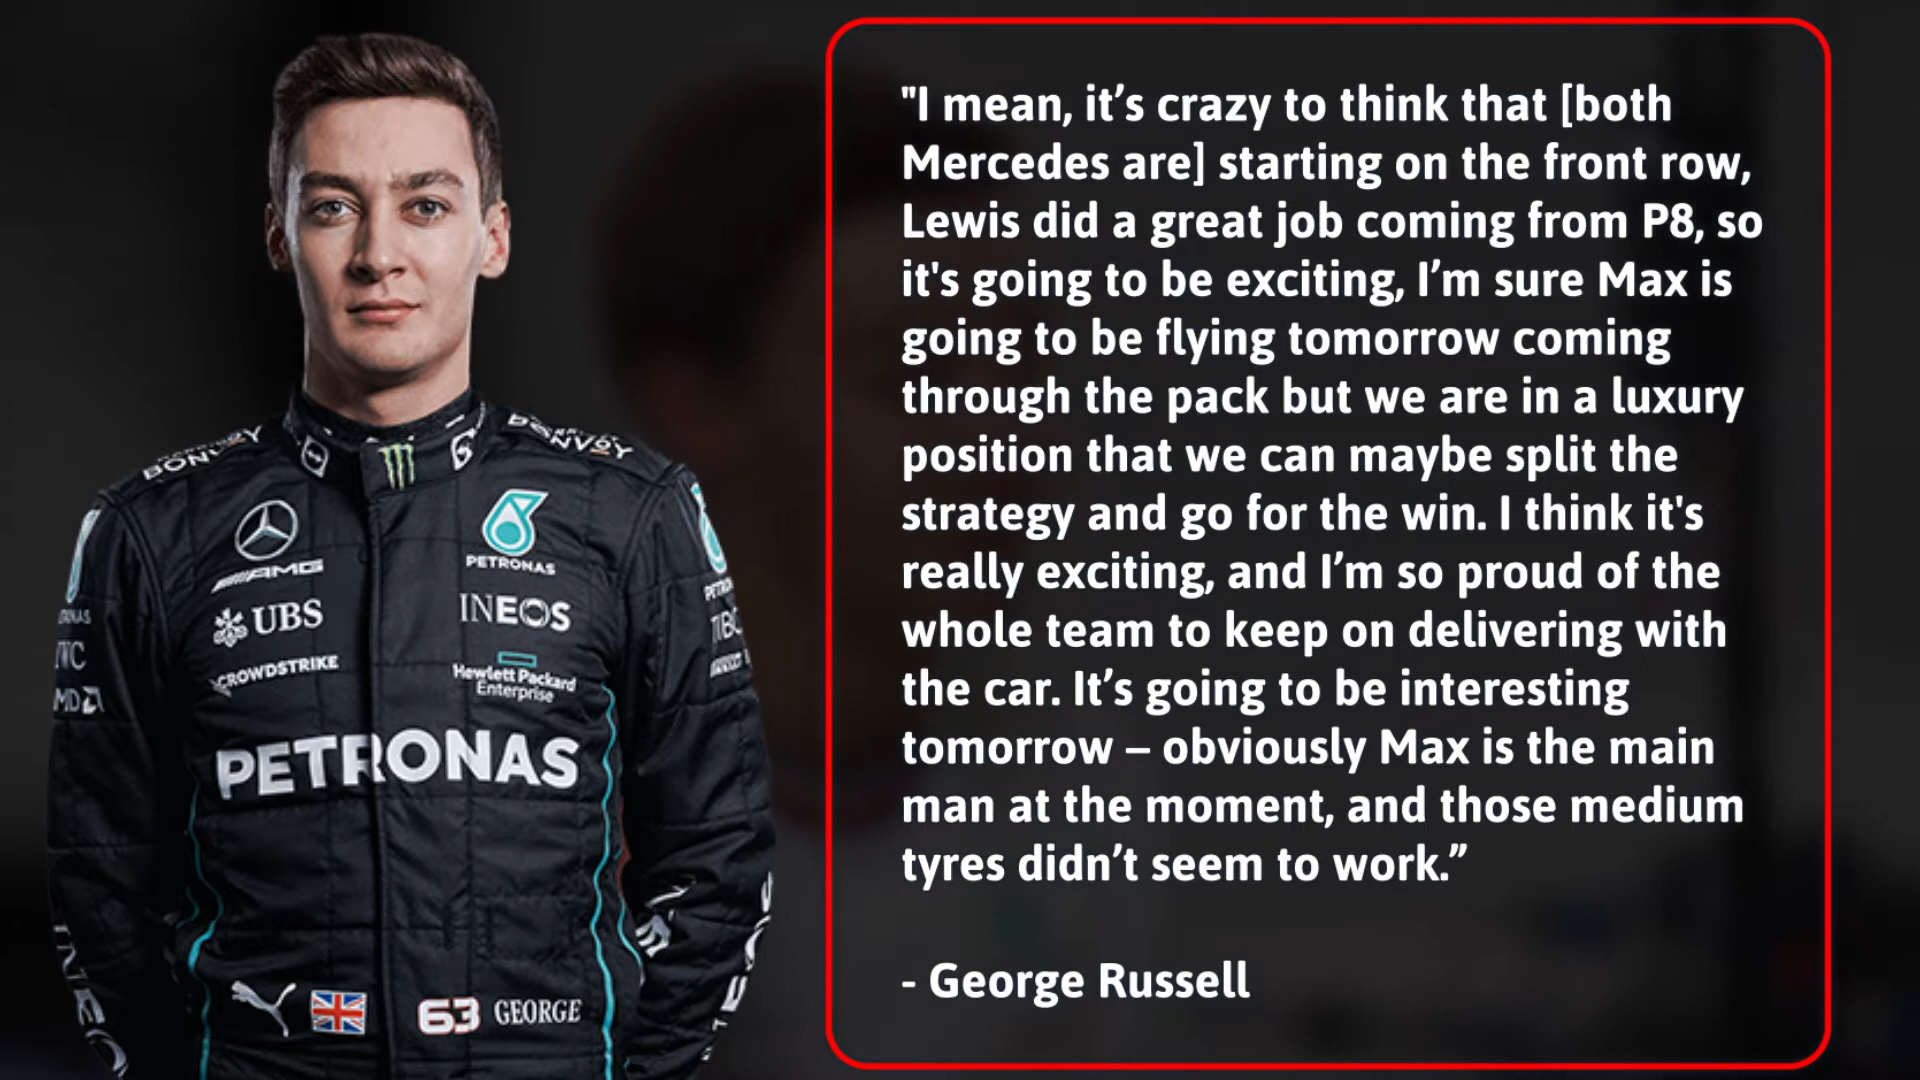 "I mean, it’s crazy to think that [both
Mercedes are] starting on the front row,
Lewis did a great job coming from P8, so
it's going to be exciting, I’m sure Max is
going to be flying tomorrow coming
through the pack but we are in a luxury
position that we can maybe split the
strategy and go for the win. I think it's
really exciting, and I’m so proud of the
whole team to keep on delivering with
the car. It’s going to be interesting
tomorrow – obviously Max is the main
man at the moment, and those medium
tyres didn’t seem to work.”
- George Russell
AMG
UBS
CROWDSTRIKE
PETRONAS
INEOS
Hewlett Packard
Enterprise
PETRONAS
63 GEORGE